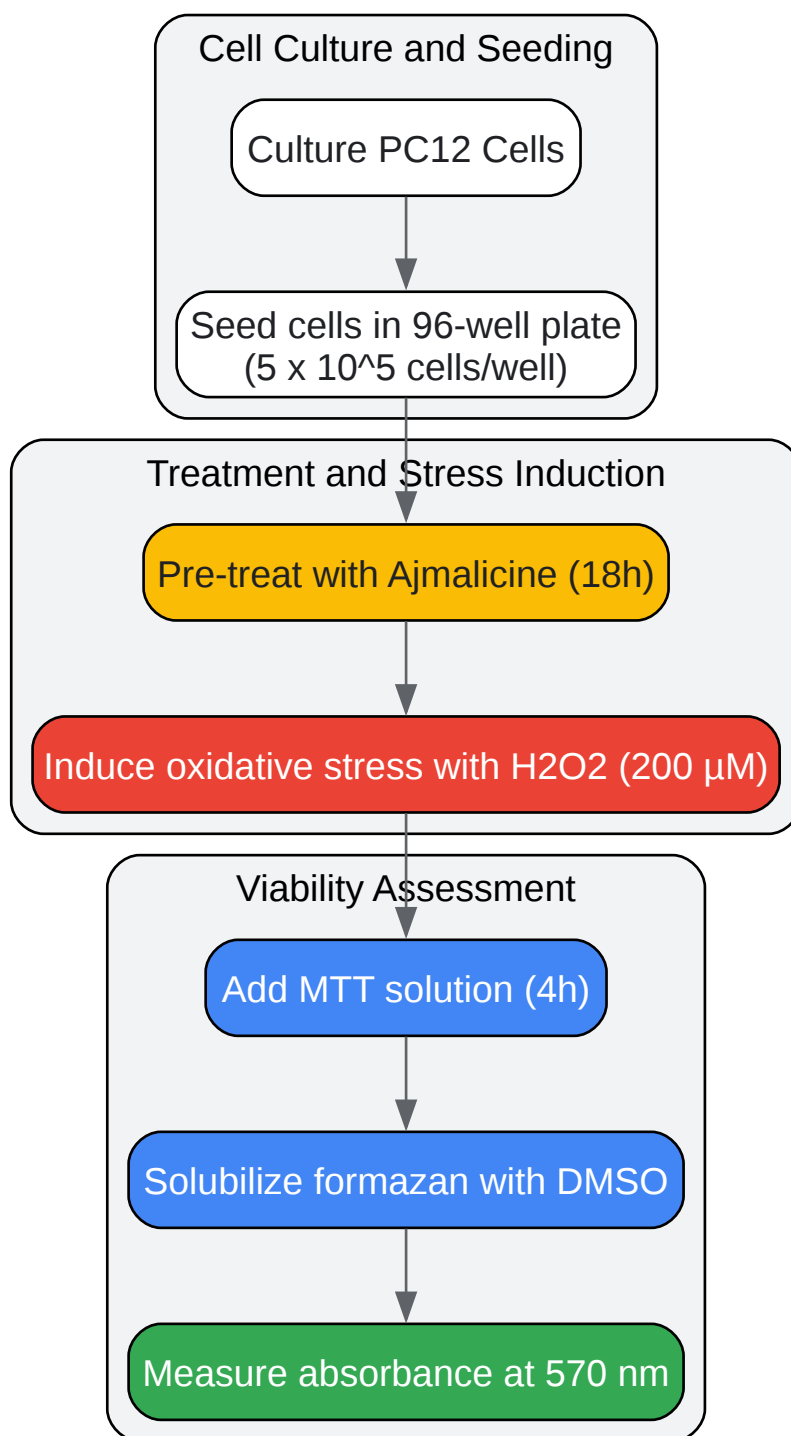 Cell Culture and Seeding
Culture PC12 Cells
Seed cells in 96-well plate
(5 x 10^5 cells/well)
Treatment and Stress Induction
Pre-treat with Ajmalicine (18h)
Induce oxidative stress with H2O2 (200 µM)
Viability Assessment
Add MTT solution (4h)
Solubilize formazan with DMSO
Measure absorbance at 570 nm